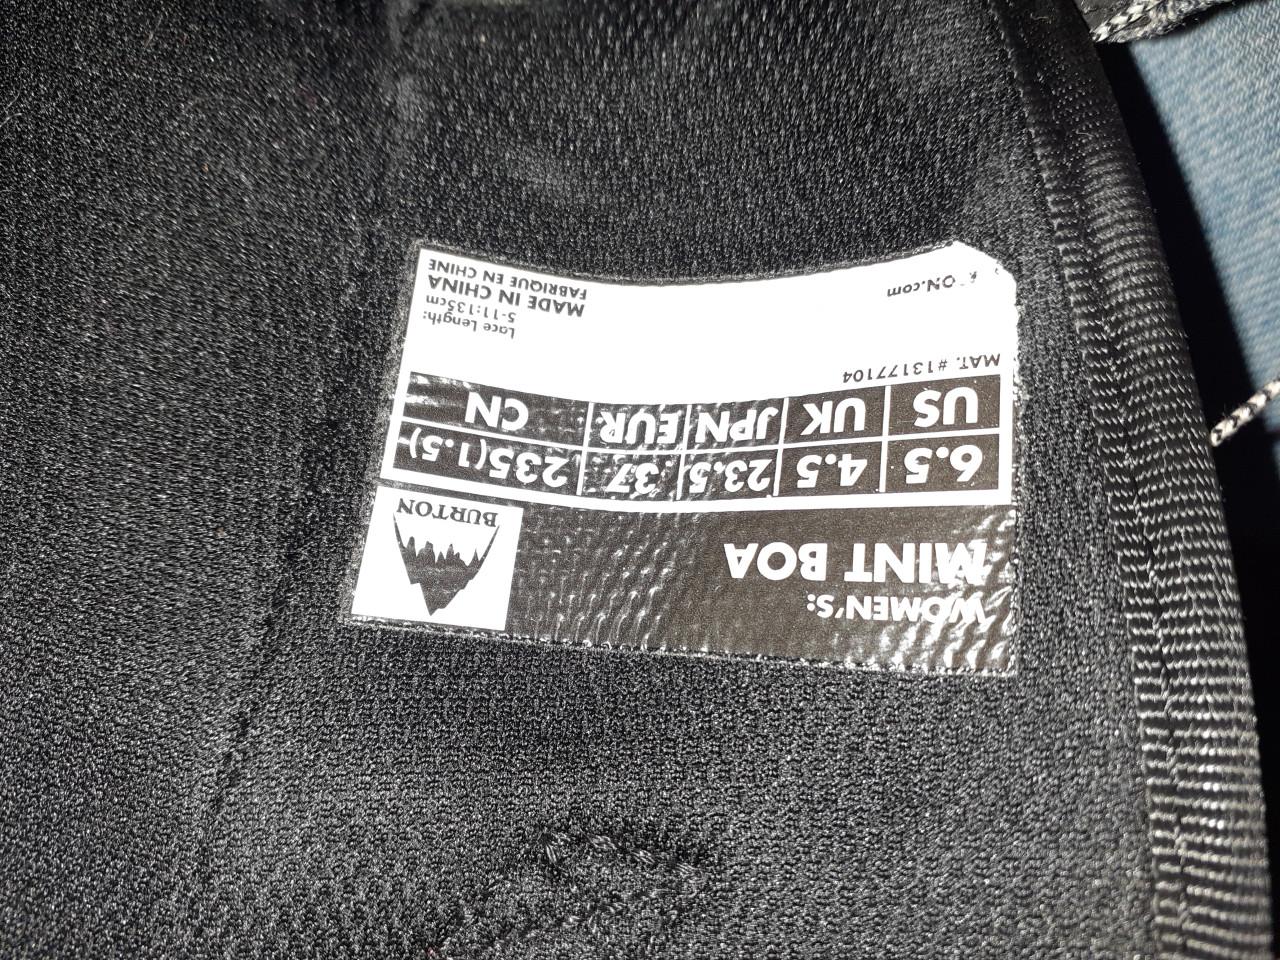 WOMEN'S:
MINT BOA
BURTON
6.5 4.5 23.5 37 235(1.5)
US UK JPN EUR. CN
MAT. #13177104
Lace Length:
5-11:135cm
MADE IN CHINA
FABRIQUE EN CHINE
ON.com